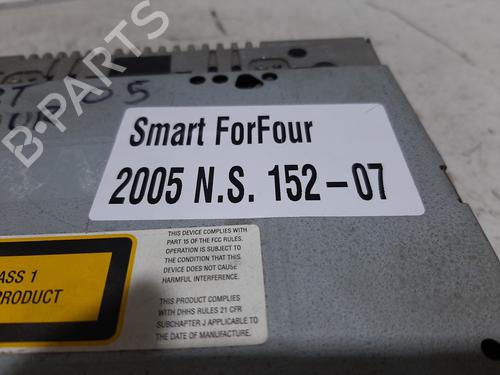 05
Smart ForFour
2005 N.S. 152-07
THIS DEVICE COMPLIES WITH
PART 15 OF THE FCC RULES.
OPERATION IS SUBJECT TO
THE CONDITION THAT THIS
DEVICE DOES NOT CAUSE
HARMFUL INTERFERENCE.
ASS 1
PRODUCT
THIS PRODUCT COMPLIES
WITH DHHS RULES 21 CFR
SUBCHAPTER J APPLICABLE TO
THE DATE OF MANUFACTURE.